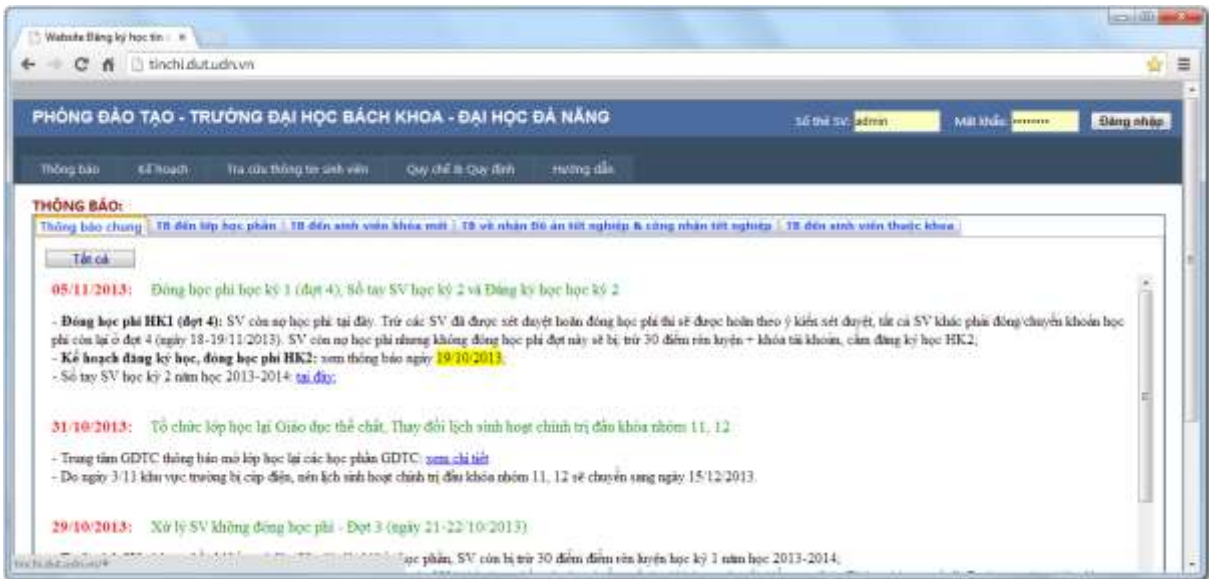 Website Đăng ký học tín
tinchi.dut.udn.vn
PHÒNG ĐÀO TẠO - TRƯỜNG ĐẠI HỌC BÁCH KHOA - ĐẠI HỌC ĐÀ NẴNG
Số thẻ SV: admin Mật khẩu: ******** Đăng nhập
Thông báo Kế hoạch Tra cứu thông tin sinh viên Quy chế & Quy định Hướng dẫn
THÔNG BÁO:
Thông báo chung TB đến lớp học phần TB đến sinh viên khóa mới TB về nhận Đồ án tốt nghiệp & công nhận tốt nghiệp TB đến sinh viên thuộc khoa
Tất cả
05/11/2013: Đóng học phí học kỳ 1 (đợt 4), Sổ tay SV học kỳ 2 và Đăng ký học học kỳ 2
- Đóng học phí HK1 (đợt 4): SV còn nợ học phí: tại đây. Trừ các SV đã được xét duyệt hoãn đóng học phí thì sẽ được hoãn theo ý kiến xét duyệt, tất cả SV khác phải đóng/chuyển khoản học
phí còn lại ở đợt 4 (ngày 18-19/11/2013). SV còn nợ học phí nhưng không đóng học phí đợt này sẽ bị: trừ 30 điểm rèn luyện + khóa tài khoản, cấm đăng ký học HK2;
- Kế hoạch đăng ký học, đóng học phí HK2: xem thông báo ngày 19/10/2013;
- Sổ tay SV học kỳ 2 năm học 2013-2014: tại đây;
31/10/2013: Tổ chức lớp học lại Giáo dục thể chất, Thay đổi lịch sinh hoạt chính trị đầu khóa nhóm 11, 12
- Trung tâm GDTC thông báo mở lớp học lại các học phần GDTC: xem chi tiết
- Do ngày 3/11 khu vực trường bị cúp điện, nên lịch sinh hoạt chính trị đầu khóa nhóm 11, 12 sẽ chuyển sang ngày 15/12/2013.
29/10/2013: Xử lý SV không đóng học phí - Đợt 3 (ngày 21-22/10/2013)
học phần, SV còn bị trừ 30 điểm điểm rèn luyện học kỳ 1 năm học 2013-2014;
tinchi.dut.udn.vn/#